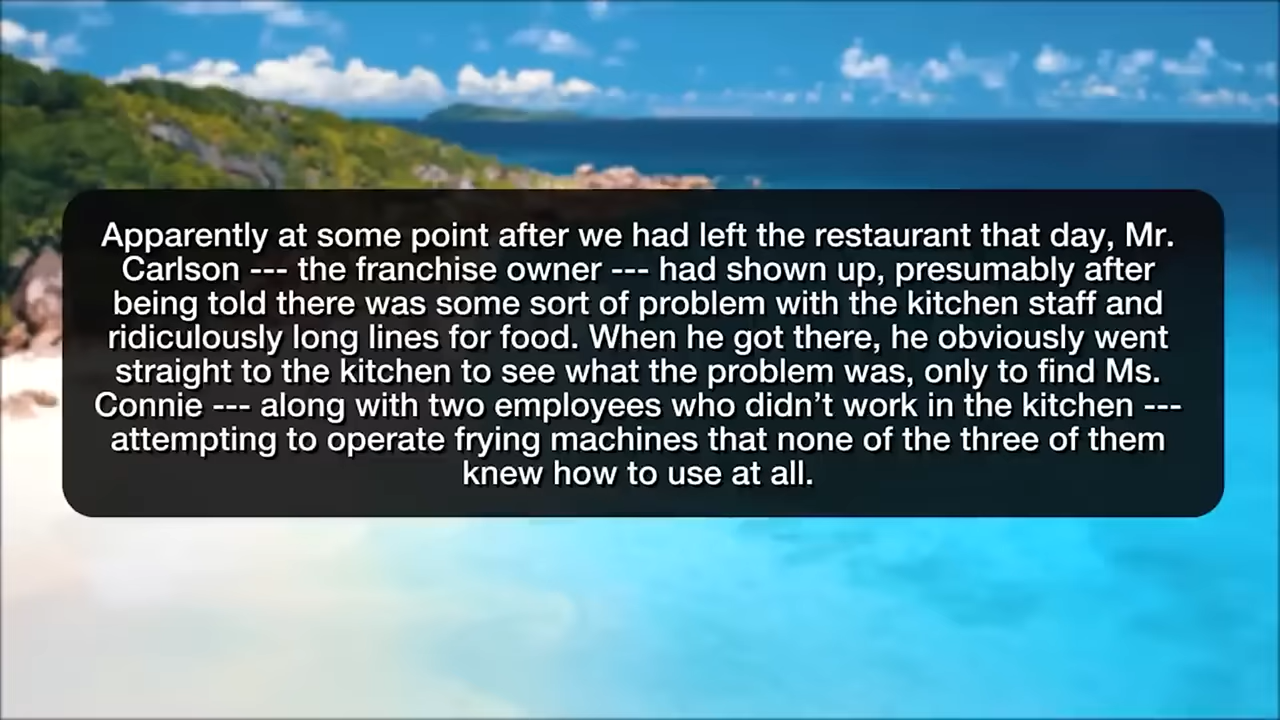 Apparently at some point after we had left the restaurant that day, Mr.
Carlson --- the franchise owner --- had shown up, presumably after
being told there was some sort of problem with the kitchen staff and
ridiculously long lines for food. When he got there, he obviously went
straight to the kitchen to see what the problem was, only to find Ms.
Connie --- along with two employees who didn’t work in the kitchen ---
attempting to operate frying machines that none of the three of them
knew how to use at all.